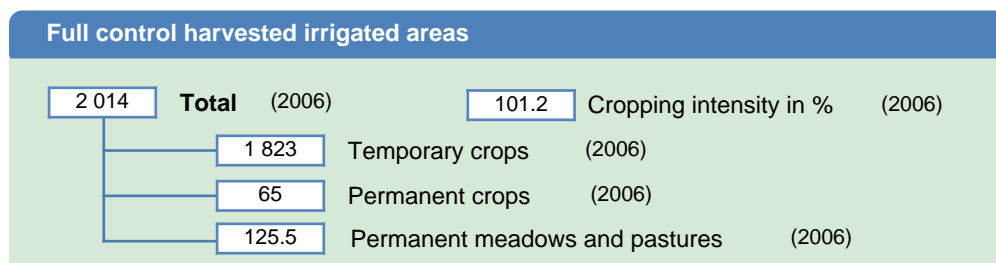 Full control harvested irrigated areas
2 014 Total (2006) 101.2 Cropping intensity in % (2006)
1 823 Temporary crops (2006)
65 Permanent crops (2006)
125.5 Permanent meadows and pastures (2006)